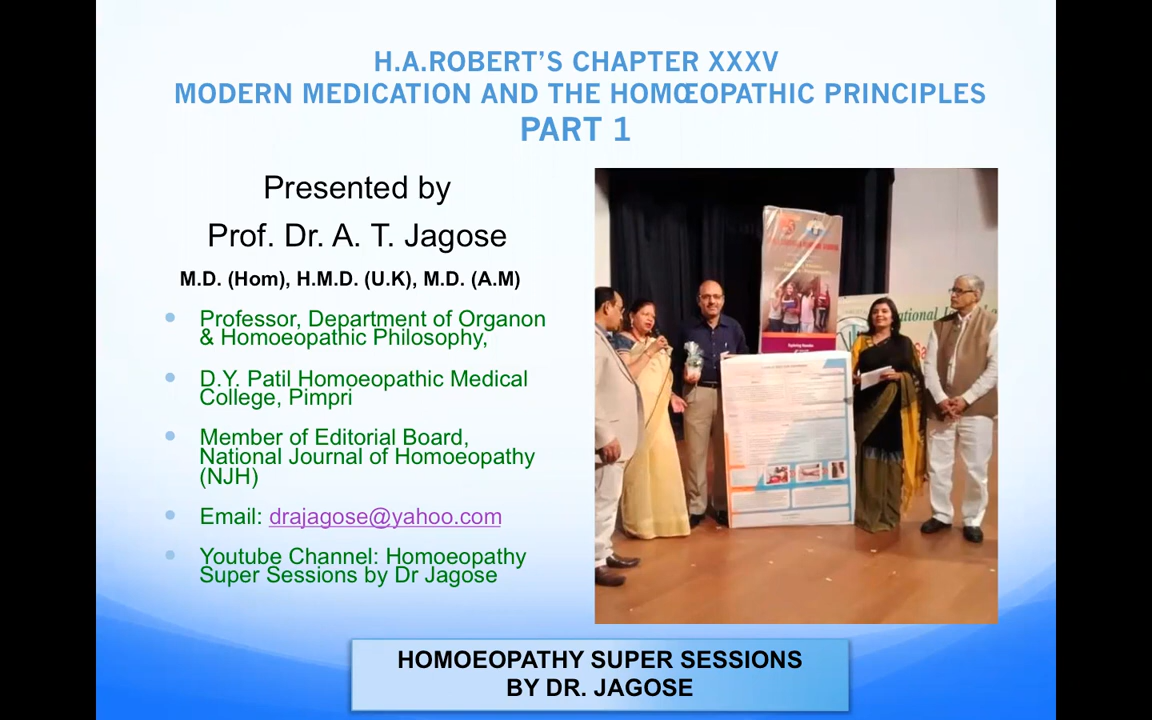 H.A.ROBERT'S CHAPTER XXXV
MODERN MEDICATION AND THE HOMŒOPATHIC PRINCIPLES
PART 1
Presented by
Prof. Dr. A. T. Jagose
M.D. (Hom), H.M.D. (U.K), M.D. (A.M)
Professor, Department of Organon
& Homoeopathic Philosophy,
D.Y. Patil Homoeopathic Medical
College, Pimpri
Member of Editorial Board,
National Journal of Homoeopathy
(NJH)
Email: drajagose@yahoo.com
Youtube Channel: Homoeopathy
Super Sessions by Dr Jagose
HOMOEOPATHY SUPER SESSIONS
BY DR. JAGOSE